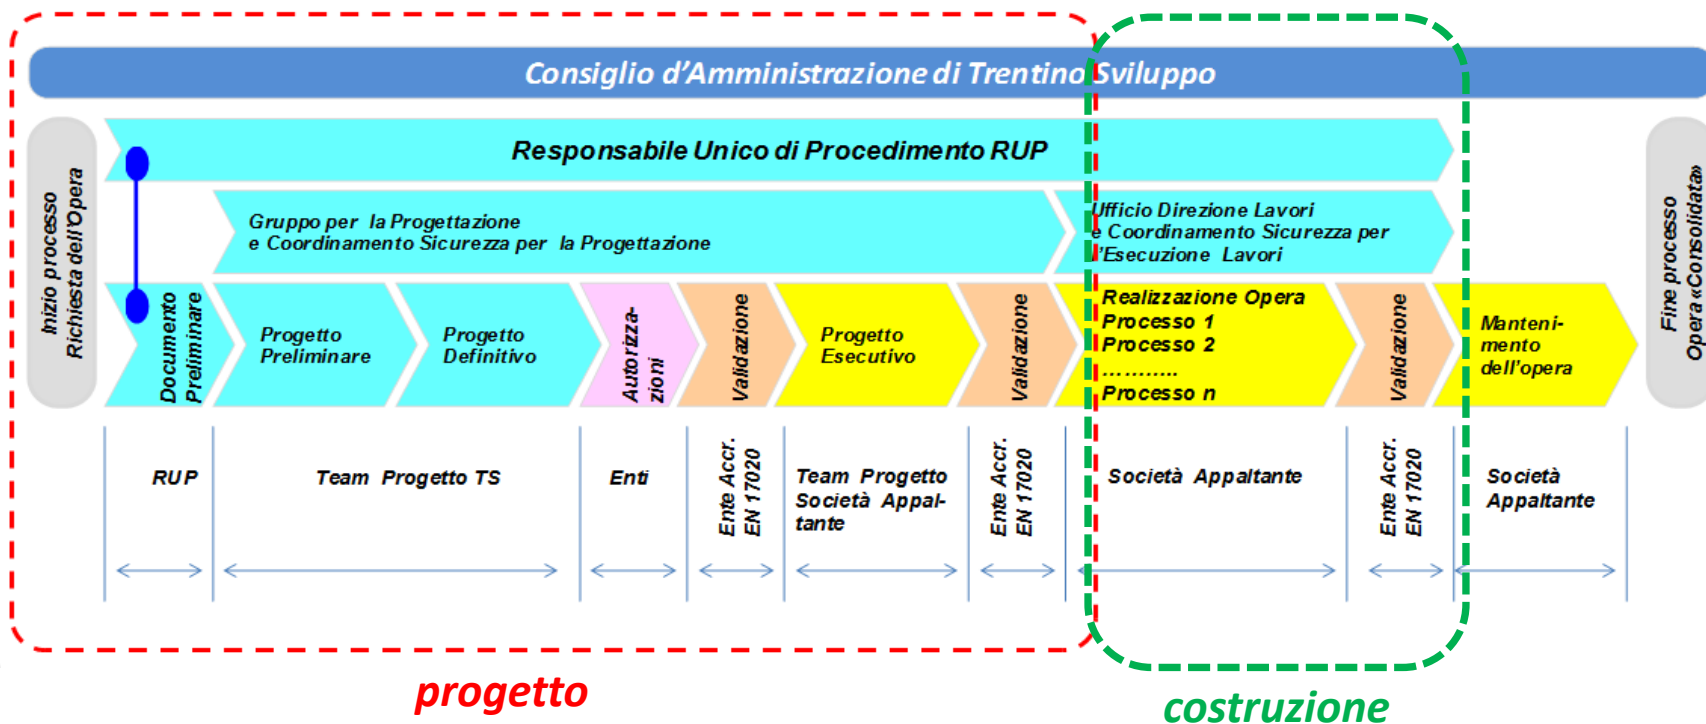 Consiglio d'Amministrazione di Trentino Sviluppo
Inizio processo
Richiesta dell'Opera
Responsabile Unico di Procedimento RUP
Gruppo per la Progettazione
e Coordinamento Sicurezza per la Progettazione
Ufficio Direzione Lavori
e Coordinamento Sicurezza per
l'Esecuzione Lavori
Documento
Preliminare
Progetto
Preliminare
Progetto
Definitivo
Autorizza-
zioni
Validazione
Progetto
Esecutivo
Validazione
Realizzazione Opera
Processo 1
Processo 2
………..
Processo n
Validazione
Manteni-
mento
dell'opera
Fine processo
Opera «Consolidata»
RUP
Team Progetto TS
Enti
Ente Accr.
EN 17020
Team Progetto
Società Appal-
tante
Ente Accr.
EN 17020
Società Appaltante
Ente Accr.
EN 17020
Società
Appaltante
progetto
costruzione